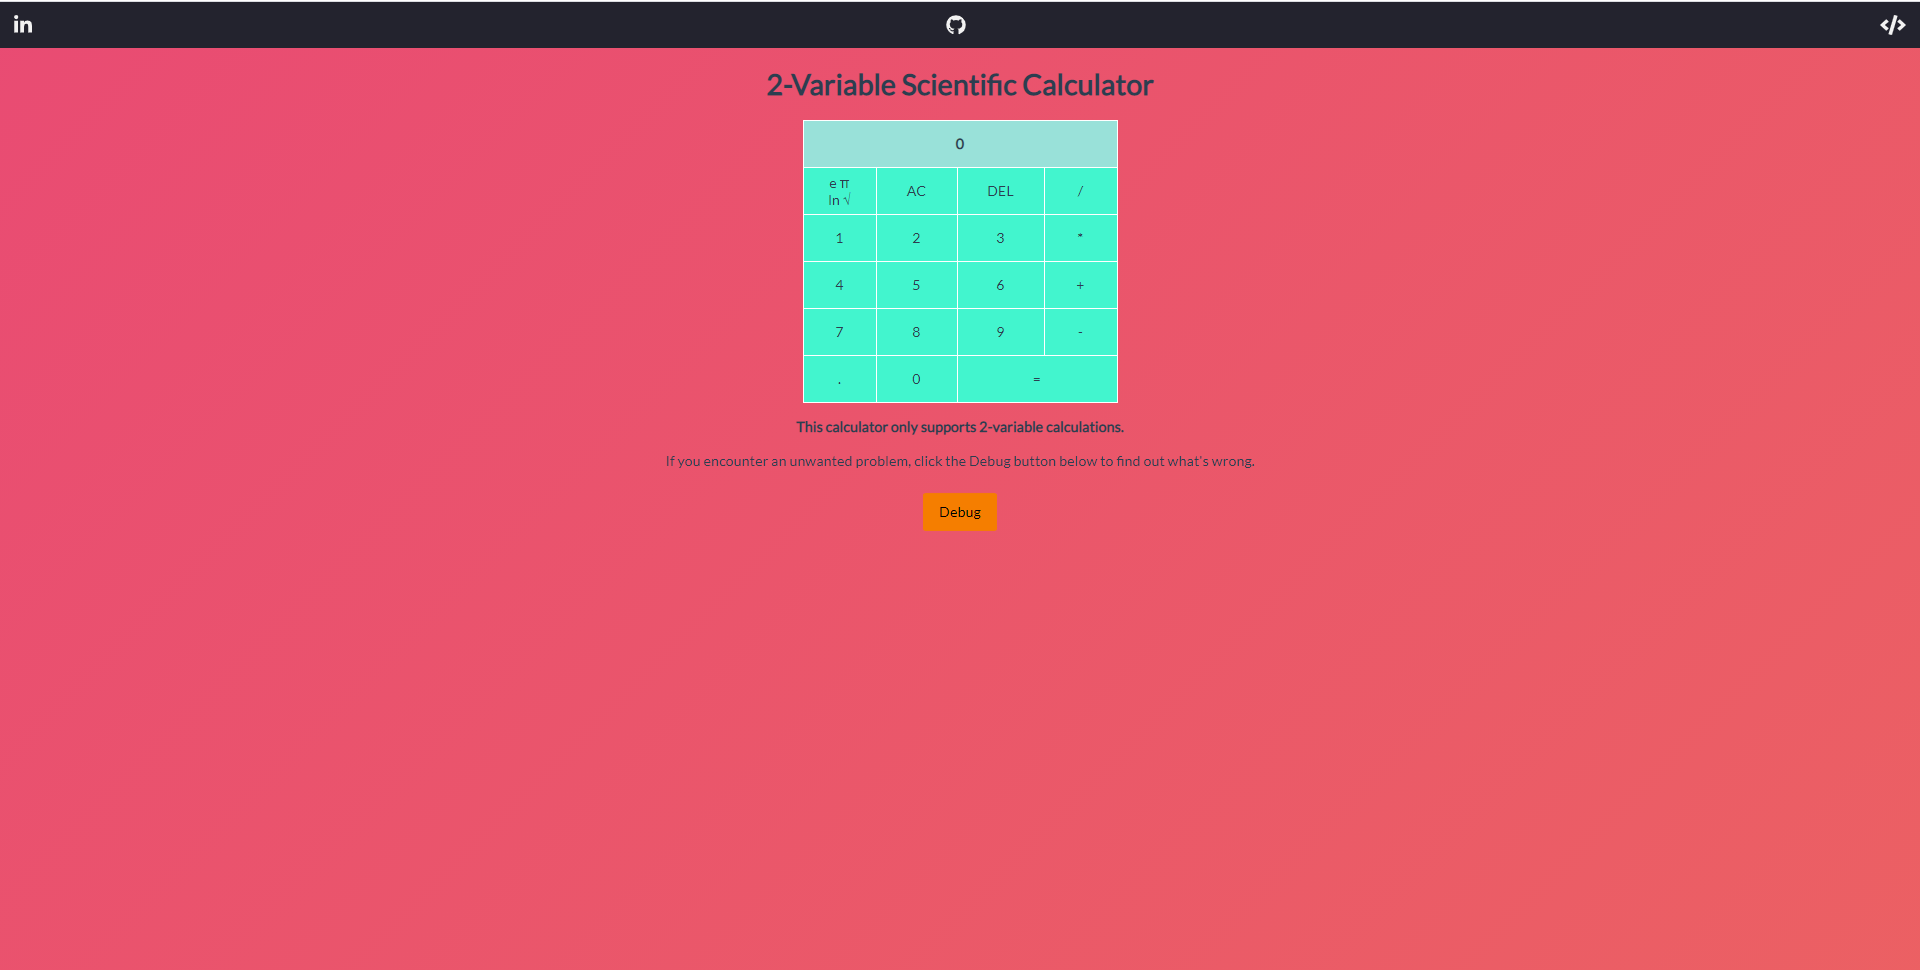 in
</>
2-Variable Scientific Calculator
0
e π AC DEL /
ln √
1 2 3 *
4 5 6 +
7 8 9 -
. 0 =
This calculator only supports 2-variable calculations.
If you encounter an unwanted problem, click the Debug button below to find out what's wrong.
Debug